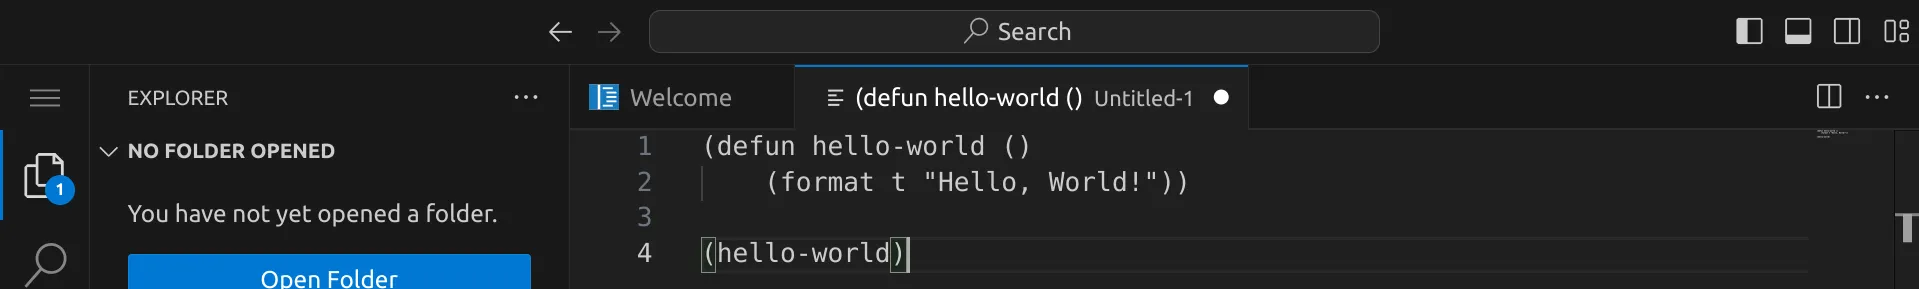 Search
EXPLORER ...
NO FOLDER OPENED
1
You have not yet opened a folder.
Open Folder
Welcome
(defun hello-world () Untitled-1
1 (defun hello-world ()
2     (format t "Hello, World!"))
3
4 (hello-world)